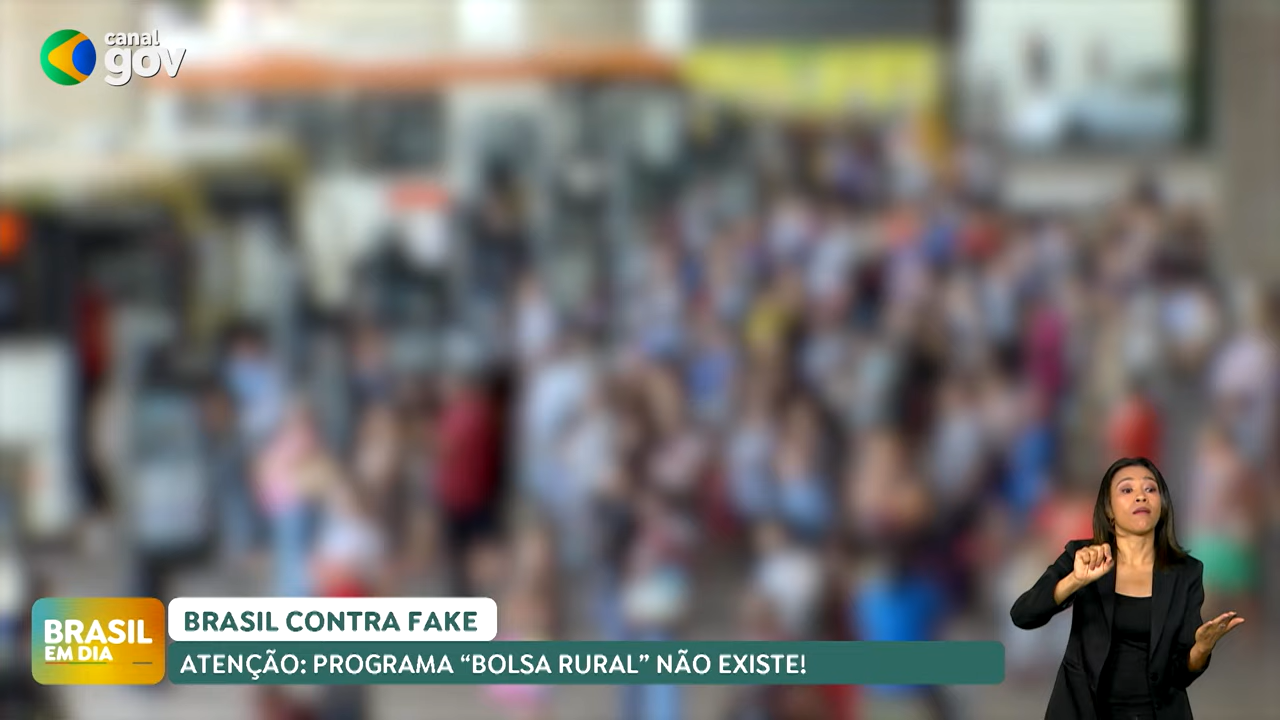 canal
gov
BRASIL CONTRA FAKE
BRASIL
EM DIA
ATENÇÃO: PROGRAMA “BOLSA RURAL” NÃO EXISTE!